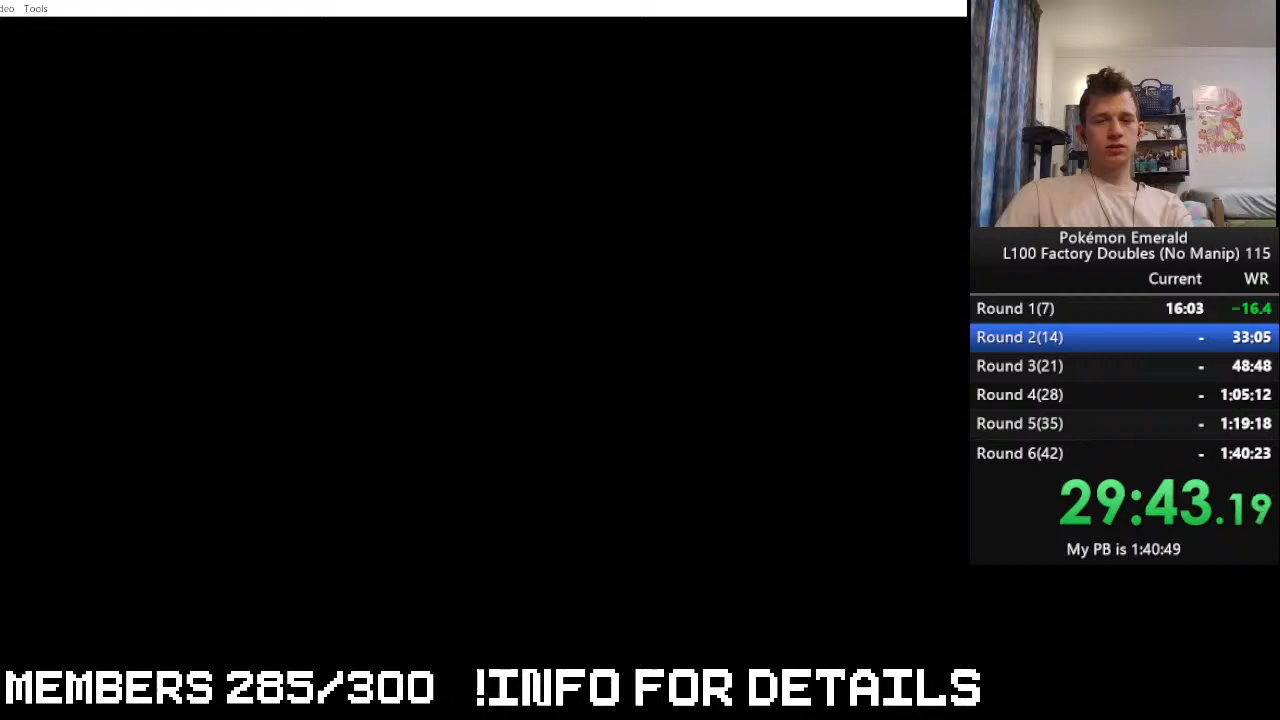 deo Tools
STAY
Pokémon Emerald
L100 Factory Doubles (No Manip) 115
Current WR
Round 1(7) 16:03 −16.4
Round 2(14) - 33:05
Round 3(21) - 48:48
Round 4(28) - 1:05:12
Round 5(35) - 1:19:18
Round 6(42) - 1:40:23
29:43.19
My PB is 1:40:49
MEMBERS 285/300 !INFO FOR DETAILS